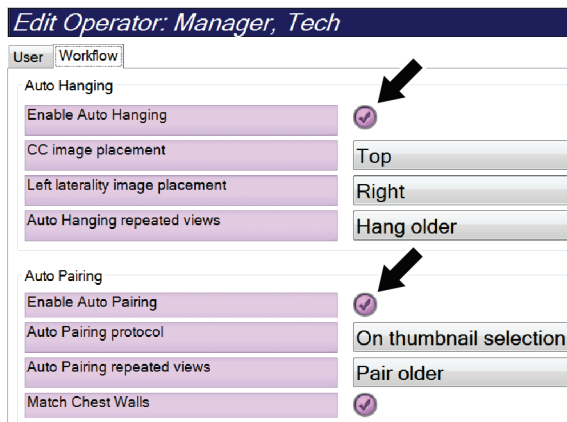 Edit Operator: Manager, Tech
User Workflow
Auto Hanging
Enable Auto Hanging
CC image placement Top
Left laterality image placement Right
Auto Hanging repeated views Hang older
Auto Pairing
Enable Auto Pairing
Auto Pairing protocol On thumbnail selection
Auto Pairing repeated views Pair older
Match Chest Walls